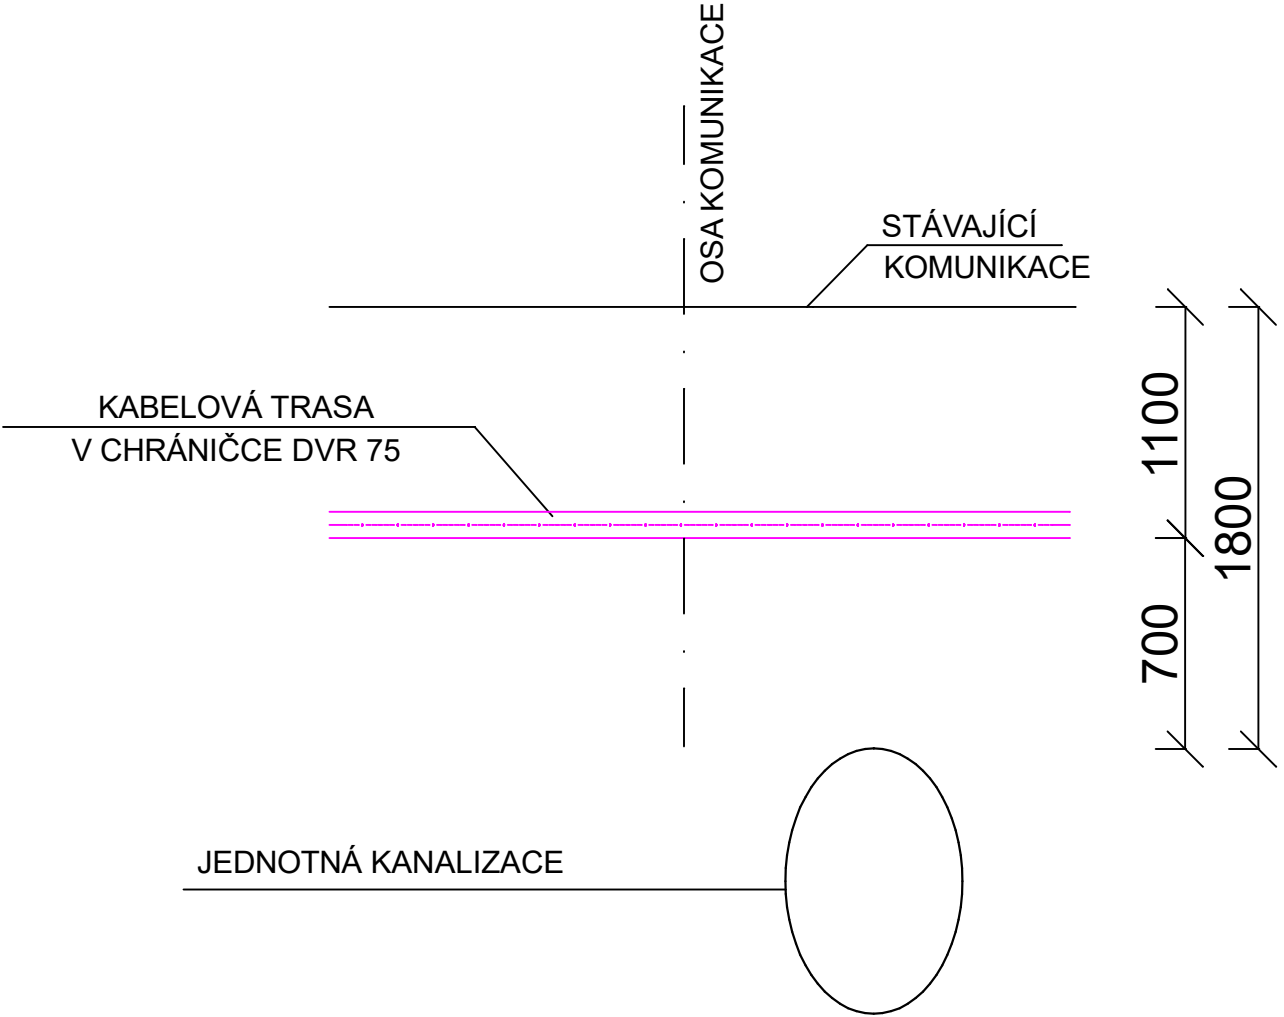 OSA KOMUNIKACE
STÁVAJÍCÍ
KOMUNIKACE
KABELOVÁ TRASA
V CHRÁNIČCE DVR 75
1100
1800
700
JEDNOTNÁ KANALIZACE